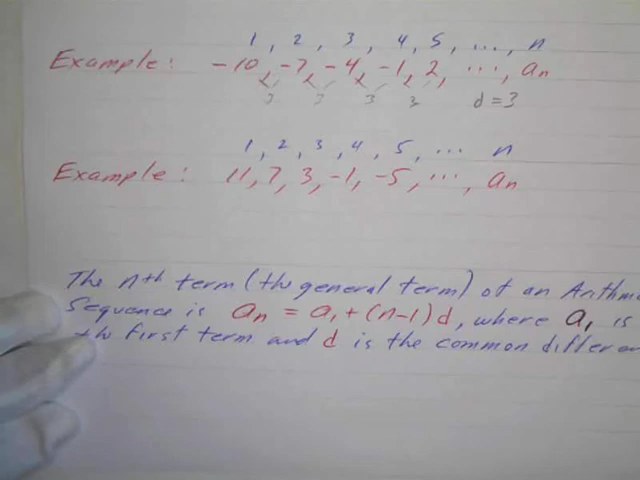 1, 2, 3, 4, 5, ..., n
Example: -10, -7, -4, -1, 2, ..., an
3 3 3 3 d=3
1, 2, 3, 4, 5, ... n
Example: 11, 7, 3, -1, -5, ..., an
The nth term (the general term) of an Arithm
Sequence is an = a1 + (n-1)d, where a1 is
the first term and d is the common differen